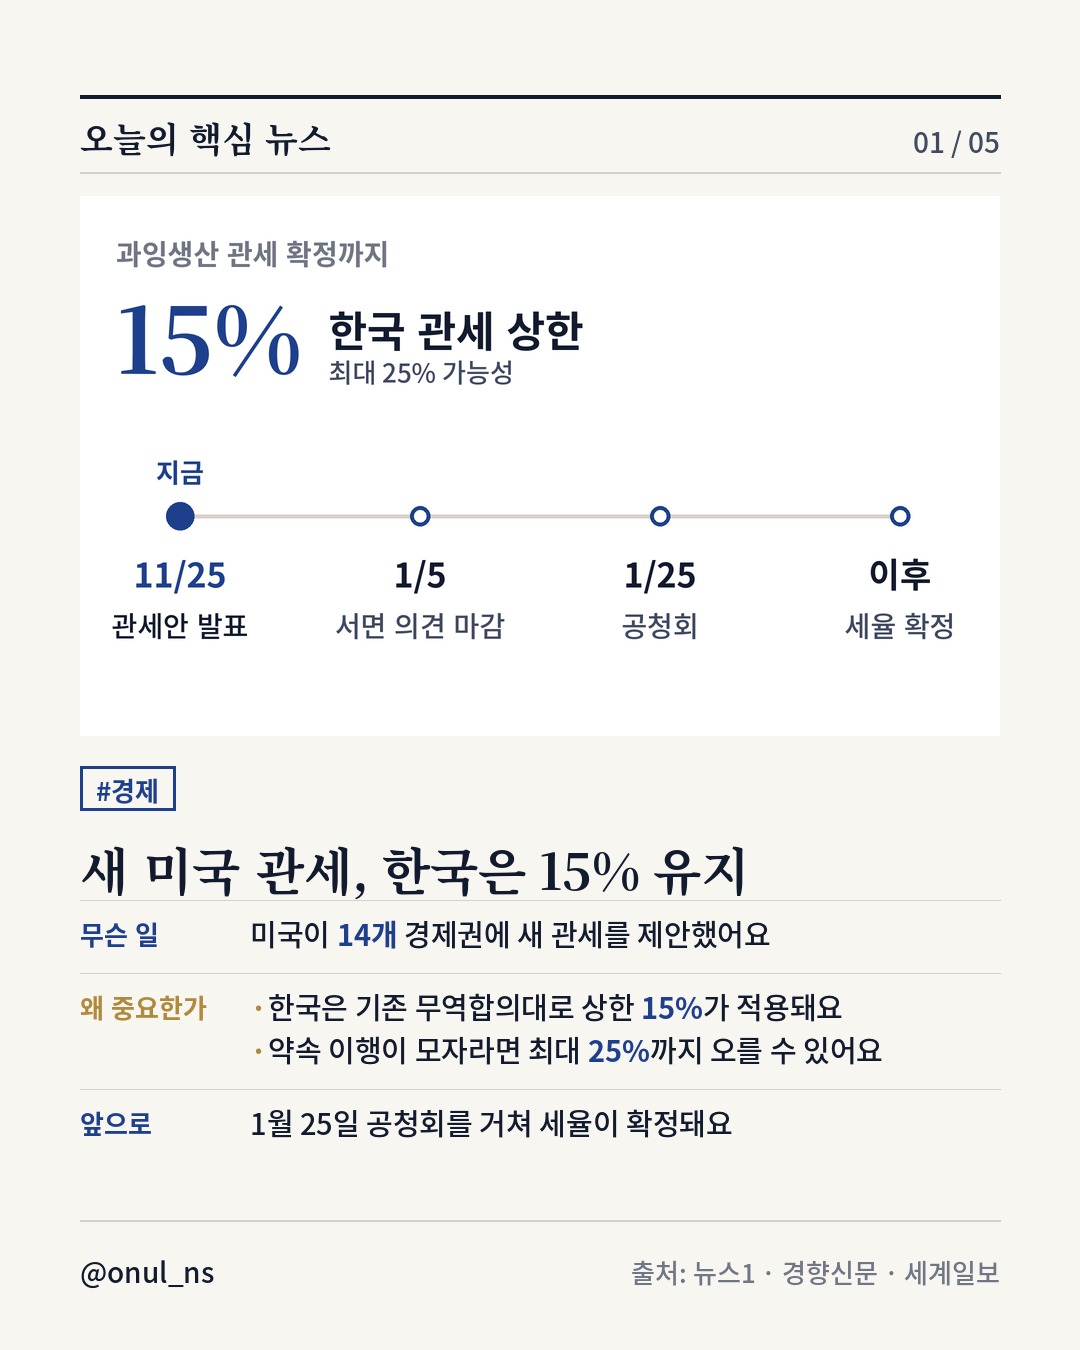 오늘의 핵심 뉴스
01 / 05
과잉생산 관세 확정까지
15%
한국 관세 상한
최대 25% 가능성
지금
11/25
관세안 발표
1/5
서면 의견 마감
1/25
공청회
이후
세율 확정
#경제
새 미국 관세, 한국은 15% 유지
무슨 일
미국이 14개 경제권에 새 관세를 제안했어요
왜 중요한가
· 한국은 기존 무역합의대로 상한 15%가 적용돼요
· 약속 이행이 모자라면 최대 25%까지 오를 수 있어요
앞으로
1월 25일 공청회를 거쳐 세율이 확정돼요
@onul_ns
출처: 뉴스1 · 경향신문 · 세계일보